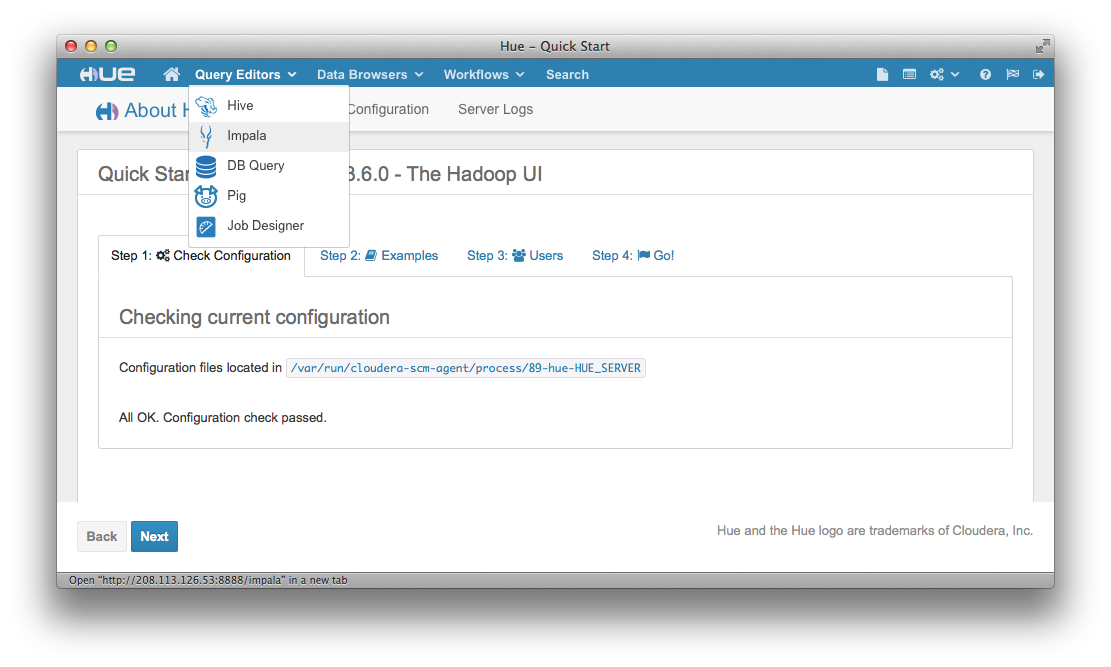 Hue – Quick Start
HUE Query Editors Data Browsers Workflows Search
About H Configuration Server Logs
Hive
Impala
DB Query
Pig
Job Designer
Quick Star 3.6.0 - The Hadoop UI
Step 1: Check Configuration Step 2: Examples Step 3: Users Step 4: Go!
Checking current configuration
Configuration files located in /var/run/cloudera-scm-agent/process/89-hue-HUE_SERVER
All OK. Configuration check passed.
Back Next Hue and the Hue logo are trademarks of Cloudera, Inc.
Open "http://208.113.126.53:8888/impala" in a new tab